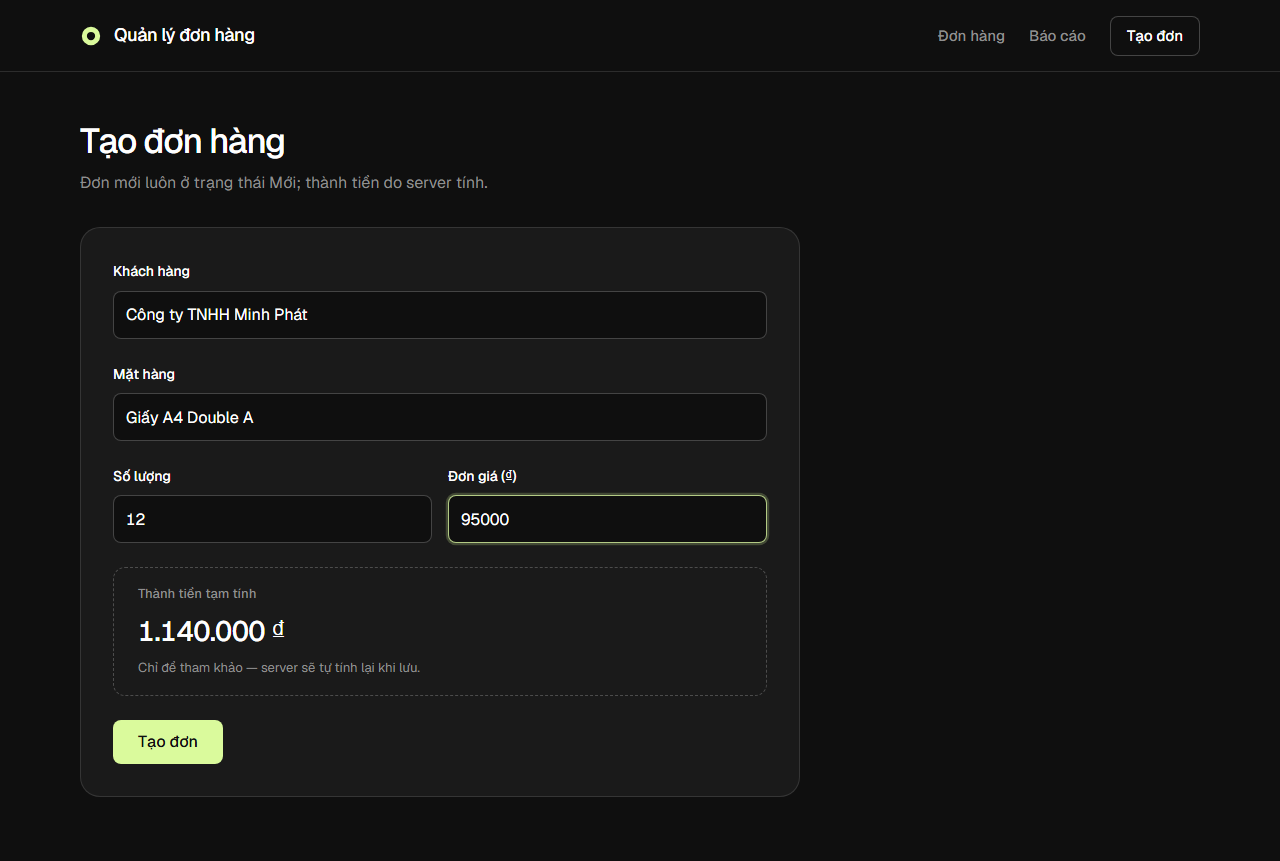 Quản lý đơn hàng
Đơn hàng
Báo cáo
Tạo đơn
Tạo đơn hàng
Đơn mới luôn ở trạng thái Mới; thành tiền do server tính.
Khách hàng
Công ty TNHH Minh Phát
Mặt hàng
Giấy A4 Double A
Số lượng
Đơn giá (₫)
12
95000
Thành tiền tạm tính
1.140.000 ₫
Chỉ để tham khảo — server sẽ tự tính lại khi lưu.
Tạo đơn